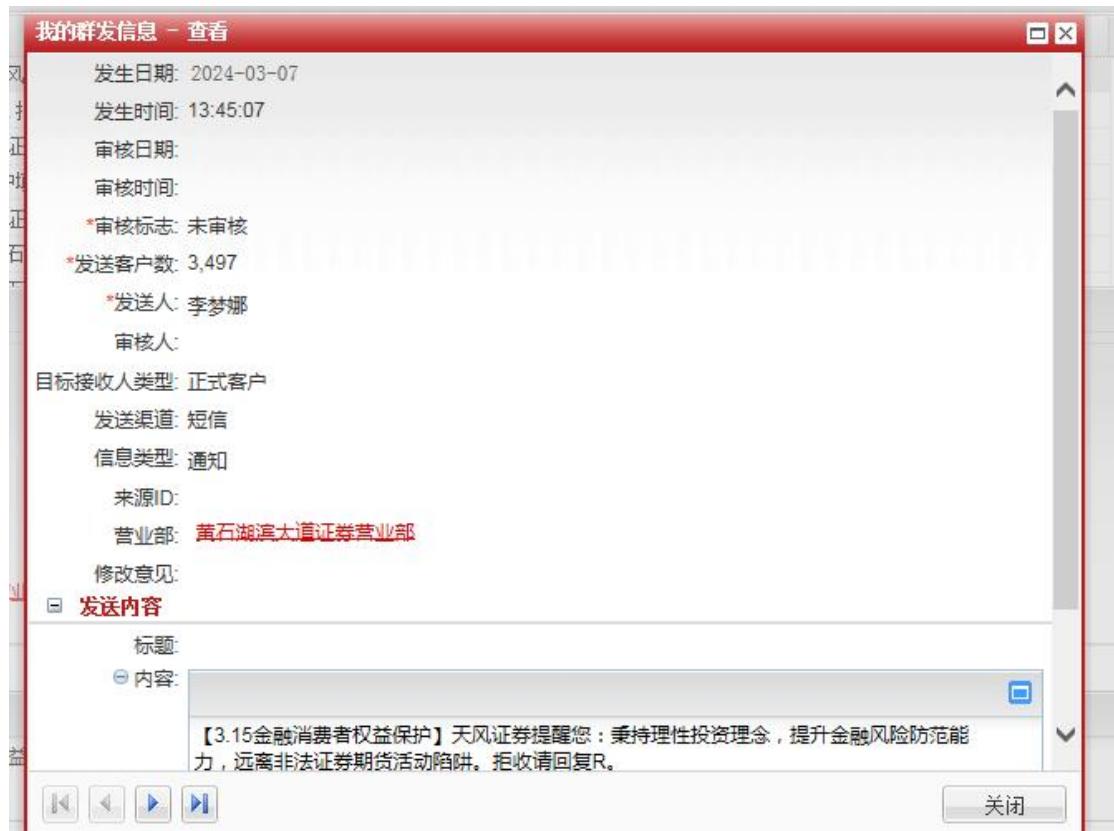 我的群发信息 - 查看
发生日期: 2024-03-07
发生时间: 13:45:07
审核日期:
审核时间:
*审核标志: 未审核
*发送客户数: 3,497
*发送人: 李梦娜
审核人:
目标接收人类型: 正式客户
发送渠道: 短信
信息类型: 通知
来源ID:
营业部: 黄石湖滨大道证券营业部
修改意见:
发送内容
标题:
内容:
【3.15金融消费者权益保护】天风证券提醒您：秉持理性投资理念，提升金融风险防范能
力，远离非法证券期货活动陷阱。拒收请回复R。
关闭